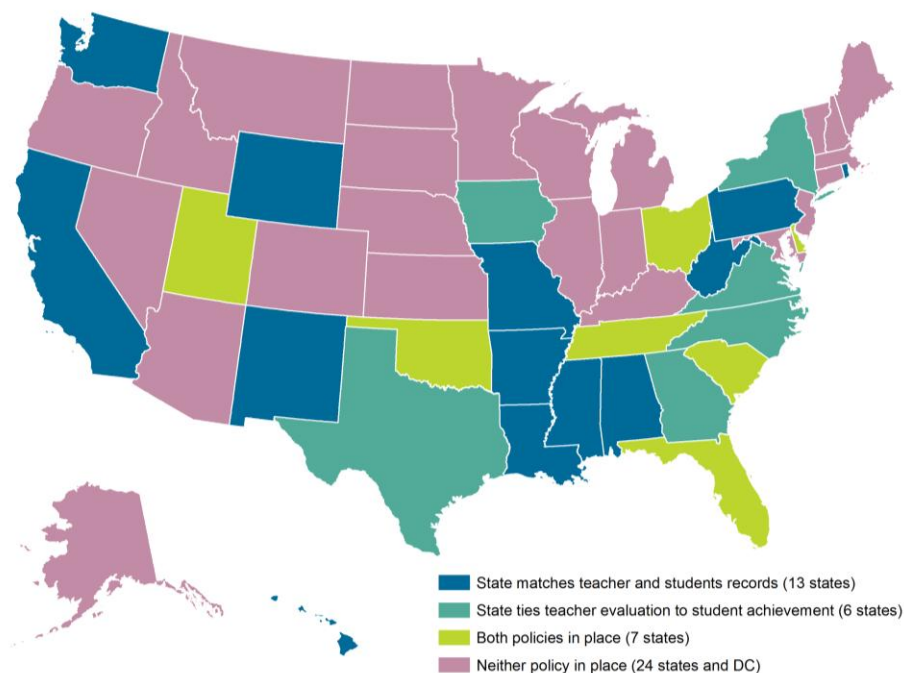 State matches teacher and students records (13 states)
State ties teacher evaluation to student achievement (6 states)
Both policies in place (7 states)
Neither policy in place (24 states and DC)